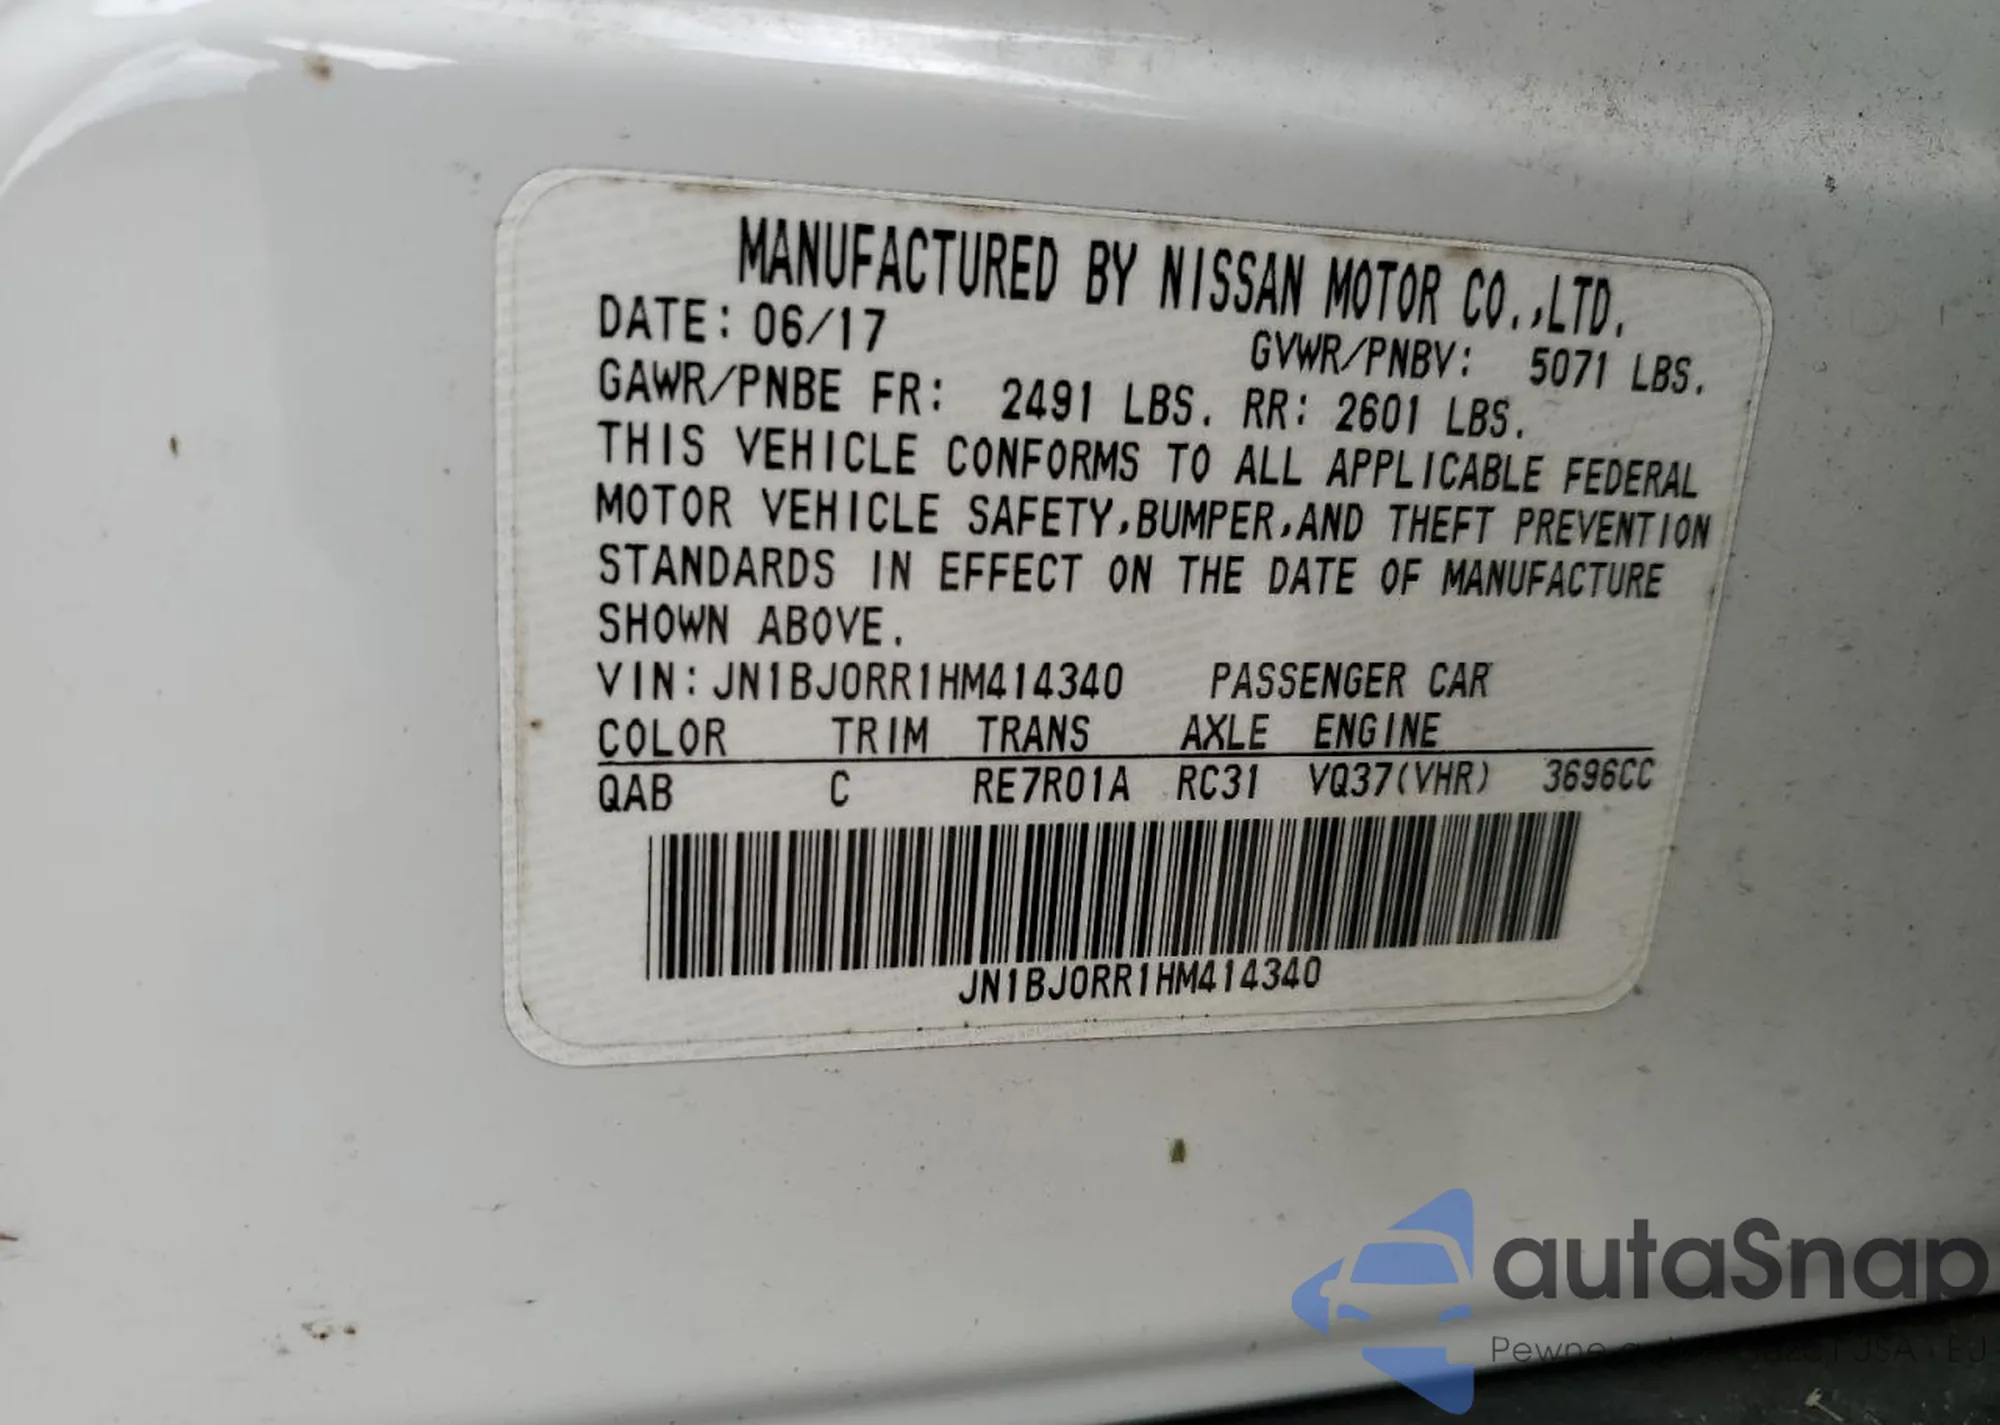 MANUFACTURED BY NISSAN MOTOR CO.,LTD.
DATE: 06/17 GVWR/PNBV: 5071 LBS.
GAWR/PNBE FR: 2491 LBS. RR: 2601 LBS.
THIS VEHICLE CONFORMS TO ALL APPLICABLE FEDERAL
MOTOR VEHICLE SAFETY,BUMPER,AND THEFT PREVENTION
STANDARDS IN EFFECT ON THE DATE OF MANUFACTURE
SHOWN ABOVE.
VIN: JN1BJ0RR1HM414340 PASSENGER CAR
COLOR TRIM TRANS AXLE ENGINE
QAB C RE7R01A RC31 VQ37(VHR) 3696CC
JN1BJ0RR1HM414340
autaSnap
Pewne